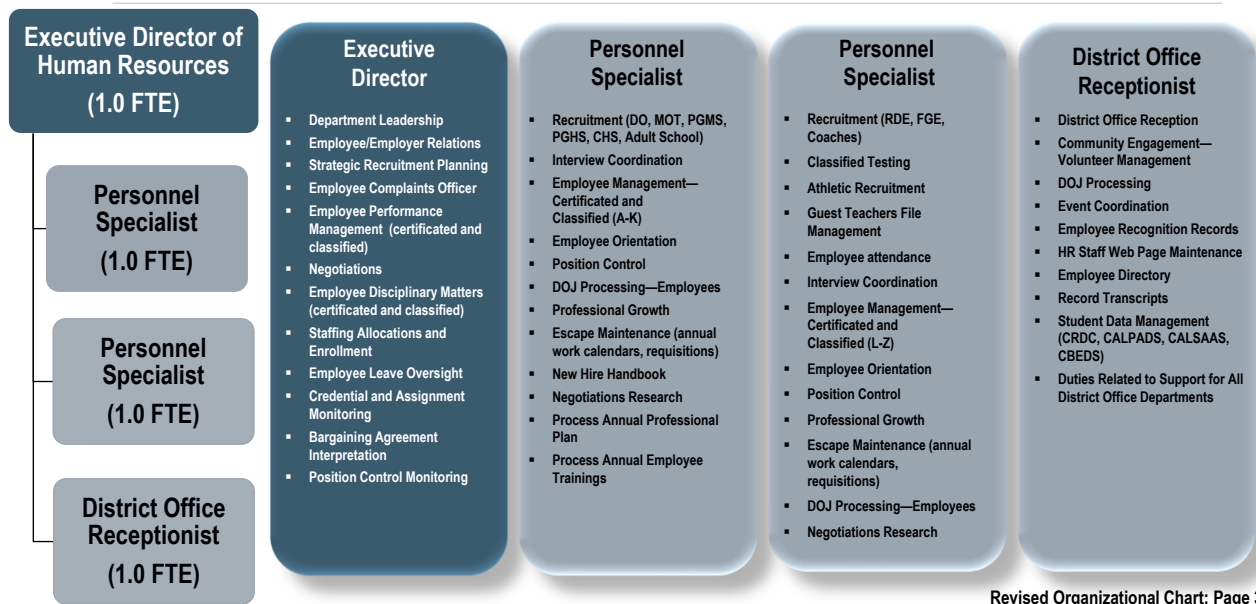 Executive Director of
Human Resources
(1.0 FTE)
Personnel
Specialist
(1.0 FTE)
Personnel
Specialist
(1.0 FTE)
District Office
Receptionist
(1.0 FTE)
Executive
Director
▪ Department Leadership
▪ Employee/Employer Relations
▪ Strategic Recruitment Planning
▪ Employee Complaints Officer
▪ Employee Performance
Management (certificated and
classified)
▪ Negotiations
▪ Employee Disciplinary Matters
(certificated and classified)
▪ Staffing Allocations and
Enrollment
▪ Employee Leave Oversight
▪ Credential and Assignment
Monitoring
▪ Bargaining Agreement
Interpretation
▪ Position Control Monitoring
Personnel
Specialist
▪ Recruitment (DO, MOT, PGMS,
PGHS, CHS, Adult School)
▪ Interview Coordination
▪ Employee Management—
Certificated and
Classified (A-K)
▪ Employee Orientation
▪ Position Control
▪ DOJ Processing—Employees
▪ Professional Growth
▪ Escape Maintenance (annual
work calendars, requisitions)
▪ New Hire Handbook
▪ Negotiations Research
▪ Process Annual Professional
Plan
▪ Process Annual Employee
Trainings
Personnel
Specialist
▪ Recruitment (RDE, FGE,
Coaches)
▪ Classified Testing
▪ Athletic Recruitment
▪ Guest Teachers File
Management
▪ Employee attendance
▪ Interview Coordination
▪ Employee Management—
Certificated and
Classified (L-Z)
▪ Employee Orientation
▪ Position Control
▪ Professional Growth
▪ Escape Maintenance (annual
work calendars,
requisitions)
▪ DOJ Processing—Employees
▪ Negotiations Research
District Office
Receptionist
▪ District Office Reception
▪ Community Engagement—
Volunteer Management
▪ DOJ Processing
▪ Event Coordination
▪ Employee Recognition Records
▪ HR Staff Web Page Maintenance
▪ Employee Directory
▪ Record Transcripts
▪ Student Data Management
(CRDC, CALPADS, CALSAAS,
CBEDS)
▪ Duties Related to Support for All
District Office Departments
Revised Organizational Chart: Page